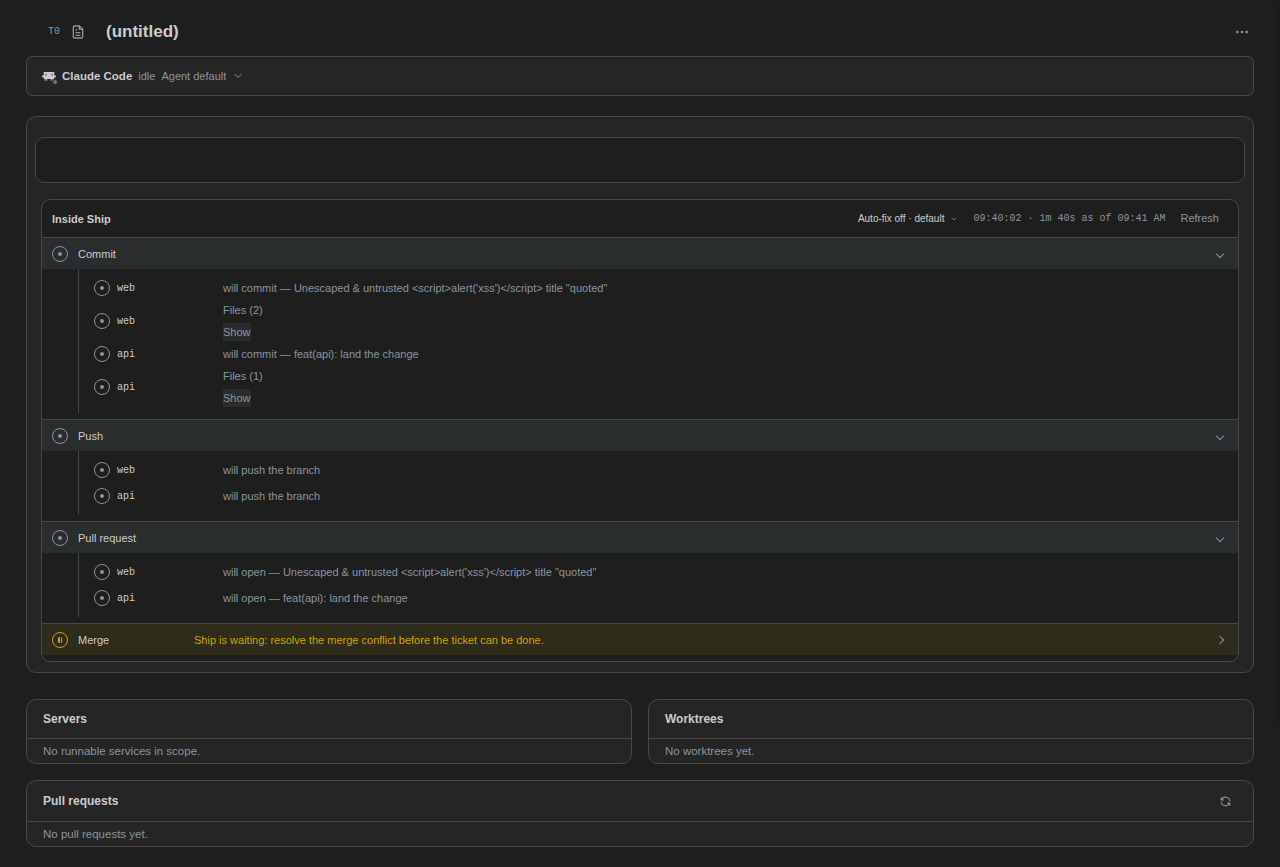 T0 (untitled)
Claude Code idle Agent default
Inside Ship Auto-fix off · default 09:40:02 · 1m 40s as of 09:41 AM Refresh
Commit
web will commit — Unescaped & untrusted <script>alert('xss')</script> title "quoted"
web Files (2)
Show
api will commit — feat(api): land the change
api Files (1)
Show
Push
web will push the branch
api will push the branch
Pull request
web will open — Unescaped & untrusted <script>alert('xss')</script> title "quoted"
api will open — feat(api): land the change
Merge Ship is waiting: resolve the merge conflict before the ticket can be done.
Servers
No runnable services in scope.
Worktrees
No worktrees yet.
Pull requests
No pull requests yet.